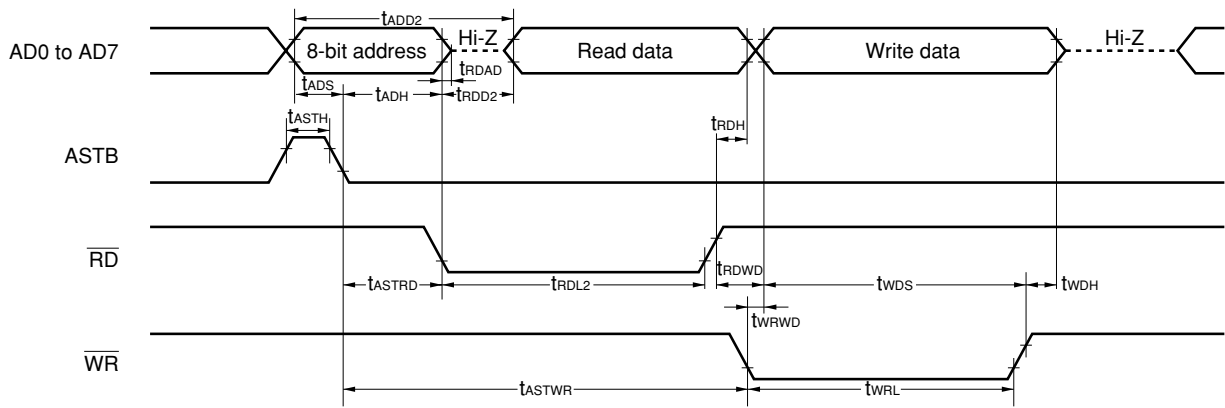 tADD2
AD0 to AD7
8-bit address
Hi-Z
Read data
Write data
Hi-Z
tRDAD
tADS
tADH
tRDD2
tASTH
tRDH
ASTB
RD
tASTRD
tRDL2
tRDWD
tWDS
tWDH
tWRWD
WR
tASTWR
tWRL